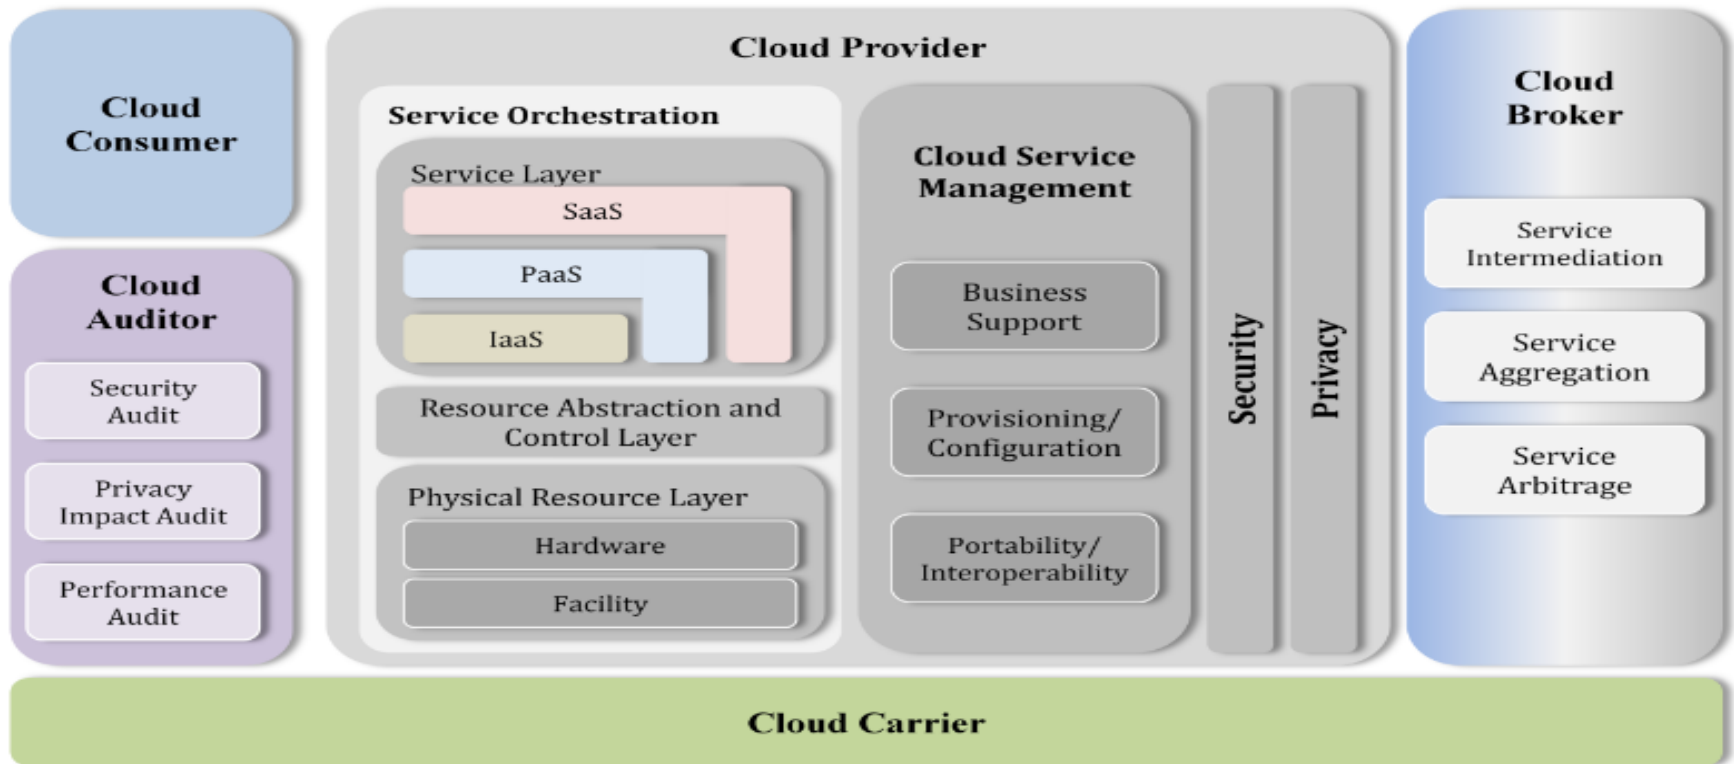 Cloud
Consumer
Cloud
Auditor
Security
Audit
Privacy
Impact Audit
Performance
Audit
Cloud Provider
Service Orchestration
Service Layer
SaaS
PaaS
IaaS
Resource Abstraction and
Control Layer
Physical Resource Layer
Hardware
Facility
Cloud Service
Management
Business
Support
Provisioning/
Configuration
Portability/
Interoperability
Security
Privacy
Cloud
Broker
Service
Intermediation
Service
Aggregation
Service
Arbitrage
Cloud Carrier